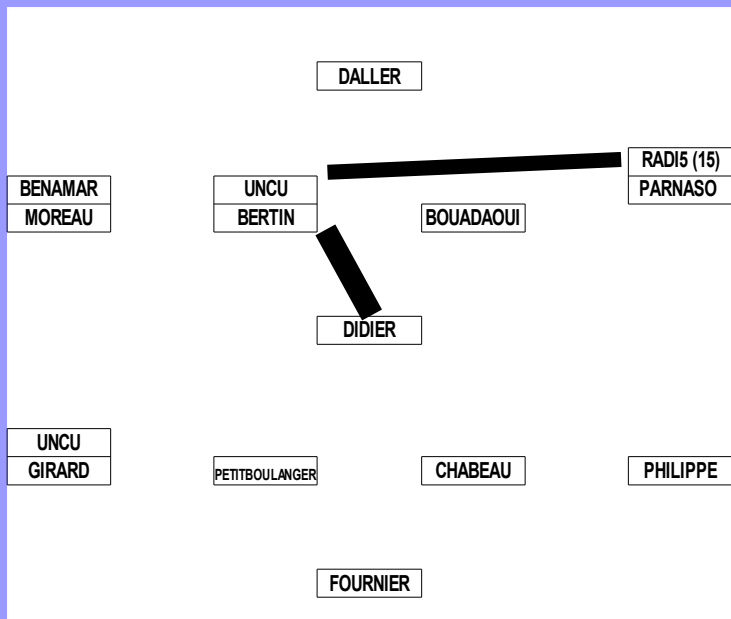 DALLER
RADI5 (15)
BENAMAR
UNCU
PARNASO
MOREAU
BERTIN
BOUADAOUI
DIDIER
UNCU
GIRARD
PETITBOULANGER
CHABEAU
PHILIPPE
FOURNIER